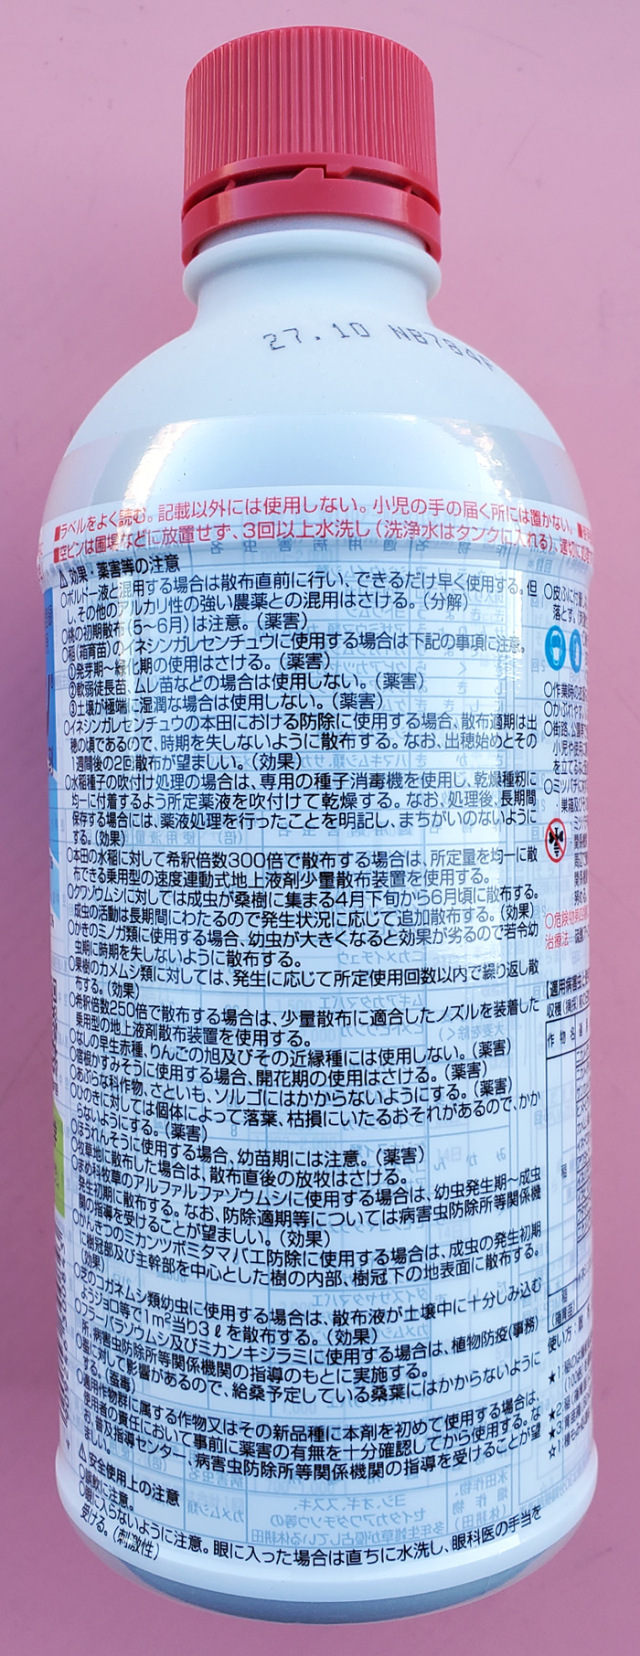 27.10 NB784
■ラベルをよく読む。記載以外には使用しない。小児の手の届く所には置かない。■
■空ビンは圃場などに放置せず、3回以上水洗し(洗浄水はタンクに入れる)、適切に
⚠効果・薬害等の注意
○ボルドー液と混用する場合は散布直前に行い、できるだけ早く使用する。但
し、その他のアルカリ性の強い農薬との混用はさける。(分解)
○桃の初期散布(5~6月)は注意。(薬害)
○稲(箱育苗)のイネシンガレセンチュウに使用する場合は下記の事項に注意。
①発芽期~緑化期の使用はさける。(薬害)
②軟弱徒長苗、ムレ苗などの場合は使用しない。(薬害)
③土壌が極端に湿潤な場合は使用しない。(薬害)
○イネシンガレセンチュウの本田における防除に使用する場合、散布適期は出
穂の頃であるので、時期を失しないように散布する。なお、出穂始めとその
1週間後の2回散布が望ましい。(効果)
○水稲種子の吹付け処理の場合は、専用の種子消毒機を使用し、乾燥種籾に
均一に付着するよう所定薬液を吹付けて乾燥する。なお、処理後、長期間
保存する場合には、薬液処理を行ったことを明記し、まちがいのないように
する。(効果)
○本田の水稲に対して希釈倍数300倍で散布する場合は、所定量を均一に散
布できる乗用型の速度連動式地上液剤少量散布装置を使用する。
○クワゾウムシに対しては成虫が桑樹に集まる4月下旬から6月頃に散布する。
成虫の活動は長期間にわたるので発生状況に応じて追加散布する。(効果)
○かきのミノガ類に使用する場合、幼虫が大きくなると効果が劣るので若令幼
虫期に時期を失しないように散布する。
○果樹のカメムシ類に対しては、発生に応じて所定使用回数以内で繰り返し散
布する。(効果)
○希釈倍数250倍で散布する場合は、少量散布に適合したノズルを装着した
乗用型の地上液剤散布装置を使用する。
○なしの早生赤種、りんごの旭及びその近縁種には使用しない。(薬害)
○宿根かすみそうに使用する場合、開花期の使用はさける。(薬害)
○あぶらな科作物、さといも、ソルゴにはかからないようにする。(薬害)
○ひのきに対しては個体によって落葉、枯損にいたるおそれがあるので、かか
らないようにする。(薬害)
○ほうれんそうに使用する場合、幼苗期には注意。(薬害)
○牧草地に散布した場合は、散布直後の放牧はさける。
○まめ科牧草のアルファルファゾウムシに使用する場合は、幼虫発生期~成虫
発生初期に散布する。なお、防除適期等については病害虫防除所等関係機
関の指導を受けることが望ましい。(効果)
○かんきつのミカンツボミタマバエ防除に使用する場合は、成虫の発生初期
に樹冠部及び主幹部を中心とした樹の内部、樹冠下の地表面に散布する。
(効果)
○芝のコガネムシ類幼虫に使用する場合は、散布液が土壌中に十分しみ込む
ようジョロ等で1m²当り3ℓを散布する。(効果)
○フラーバラゾウムシ及びミカンキジラミに使用する場合は、植物防疫(事務)
所、病害虫防除所等関係機関の指導のもとに実施する。
○蚕に対して影響があるので、給桑予定している桑葉にはかからないように
する。(蚕毒)
○適用作物群に属する作物又はその新品種に本剤を初めて使用する場合は、
使用者の責任において事前に薬害の有無を十分確認してから使用する。な
お、普及指導センター、病害虫防除所等関係機関の指導を受けることが望
ましい。
⚠安全使用上の注意
○誤飲に注意。
○眼に入らないように注意。眼に入った場合は直ちに水洗し、眼科医の手当を
受ける。(刺激性)